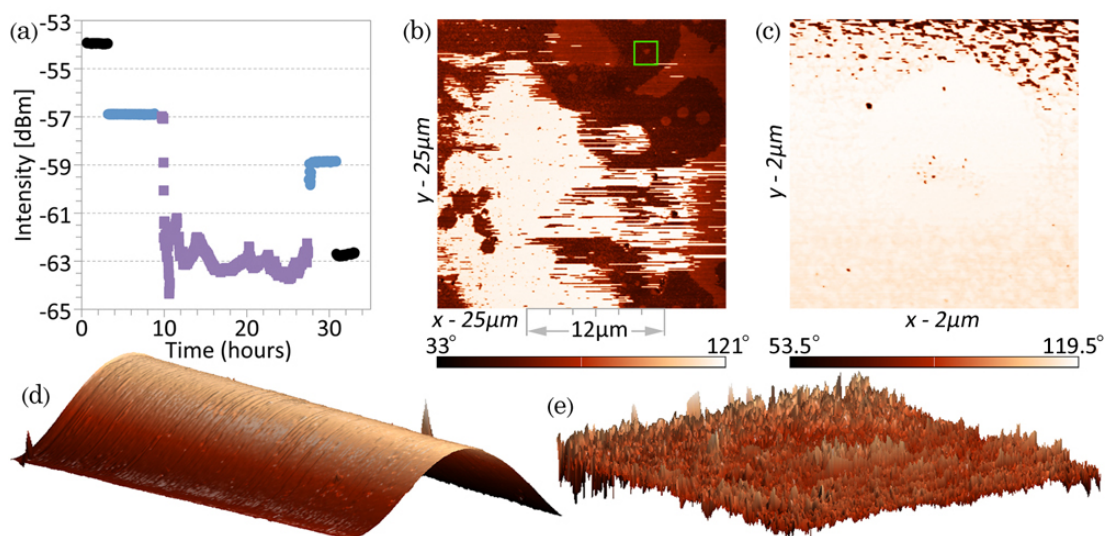 (a)
-53
-55
-57
-59
-61
-63
-65
Intensity [dBm]
0
10
20
30
Time (hours)
(b)
y - 25µm
x - 25µm
12µm
33°
121°
(c)
y - 2µm
x - 2µm
53.5°
119.5°
(d)
(e)